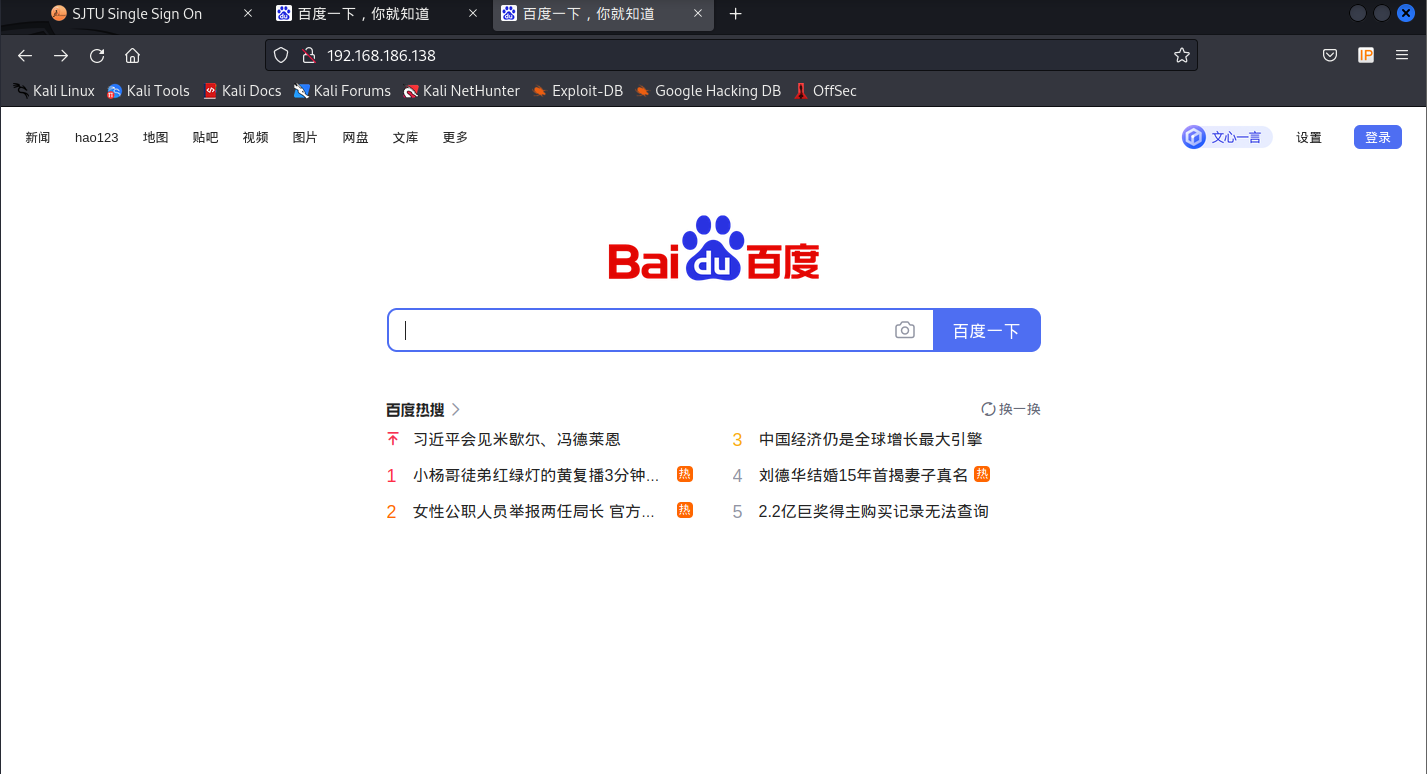 SJTU Single Sign On
百度一下，你就知道
百度一下，你就知道
192.168.186.138
IP
Kali Linux
Kali Tools
Kali Docs
Kali Forums
Kali NetHunter
Exploit-DB
Google Hacking DB
OffSec
新闻
hao123
地图
贴吧
视频
图片
网盘
文库
更多
文心一言
设置
登录
Bai du 百度
百度一下
百度热搜
换一换
习近平会见米歇尔、冯德莱恩
1 小杨哥徒弟红绿灯的黄复播3分钟... 热
2 女性公职人员举报两任局长 官方... 热
3 中国经济仍是全球增长最大引擎
4 刘德华结婚15年首揭妻子真名 热
5 2.2亿巨奖得主购买记录无法查询